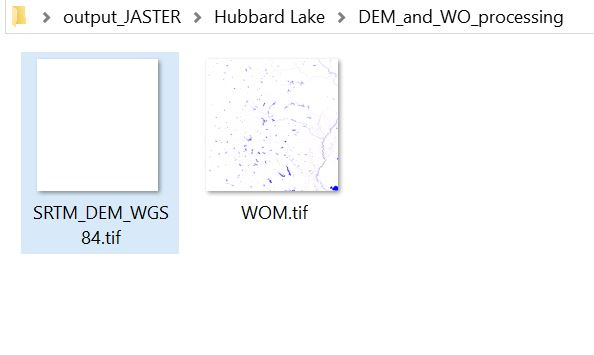 output_JASTER > Hubbard Lake > DEM_and_WO_processing
SRTM_DEM_WGS
84.tif
WOM.tif